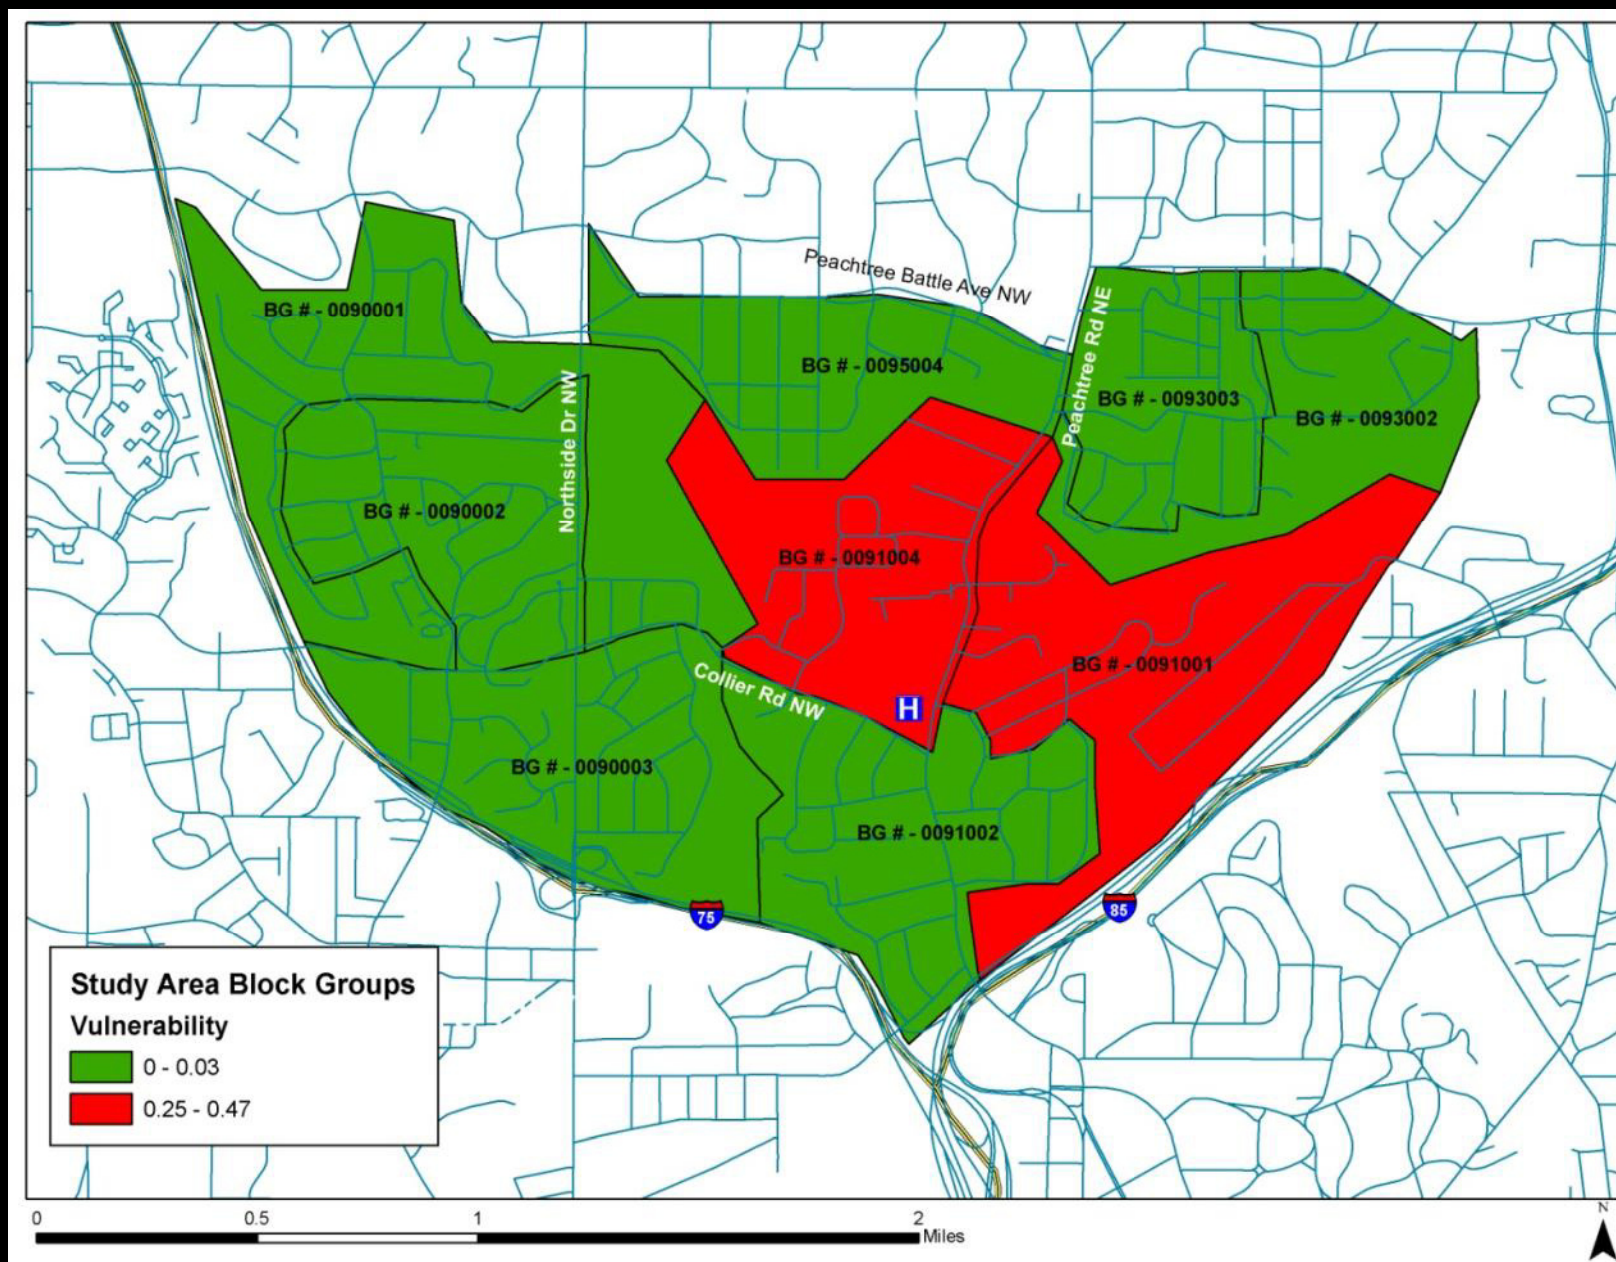 Peachtree Battle Ave NW
BG # - 0090001
Peachtree Rd NE
BG # - 0095004
BG # - 0093003
BG # - 0093002
Northside Dr NW
BG # - 0090002
BG # - 0091004
BG # - 0091001
Collier Rd NW
H
BG # - 0090003
BG # - 0091002
75
85
Study Area Block Groups
Vulnerability
0 - 0.03
0.25 - 0.47
0 0.5 1 2
Miles
N